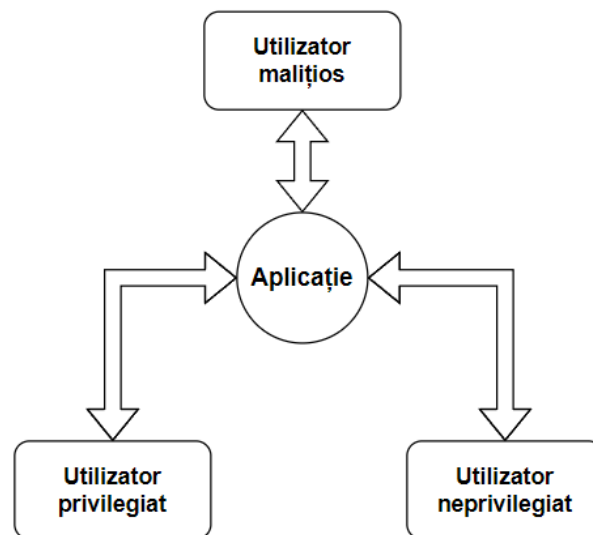 Utilizator
malițios
Aplicație
Utilizator
privilegiat
Utilizator
neprivilegiat